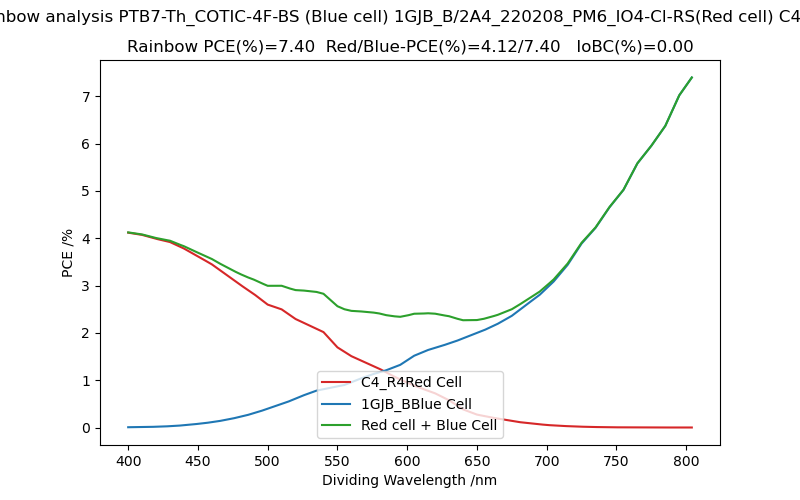 nbow analysis PTB7-Th_COTIC-4F-BS (Blue cell) 1GJB_B/2A4_220208_PM6_IO4-Cl-RS(Red cell) C4
Rainbow PCE(%)=7.40 Red/Blue-PCE(%)=4.12/7.40 IoBC(%)=0.00
PCE /%
7
6
5
4
3
2
1
0
C4_R4Red Cell
1GJB_BBlue Cell
Red cell + Blue Cell
400 450 500 550 600 650 700 750 800
Dividing Wavelength /nm